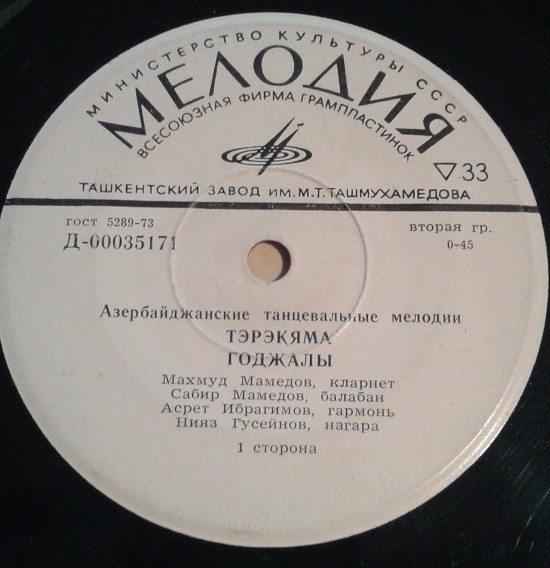 МИНИСТЕРСТВО КУЛЬТУРЫ СССР
МЕЛОДИЯ
ВСЕСОЮЗНАЯ ФИРМА ГРАМПЛАСТИНОК
▽33
ТАШКЕНТСКИЙ ЗАВОД ИМ. М.Т.ТАШМУХАМЕДОВА
гост 5289-73
вторая гр.
Д-00035171
0-45
Азербайджанские танцевальные мелодии
ТЭРЭКЯМА
ГОДЖАЛЫ
Махмуд Мамедов, кларнет
Сабир Мамедов, балабан
Асрет Ибрагимов, гармонь
Нияз Гусейнов, нагара
1 сторона